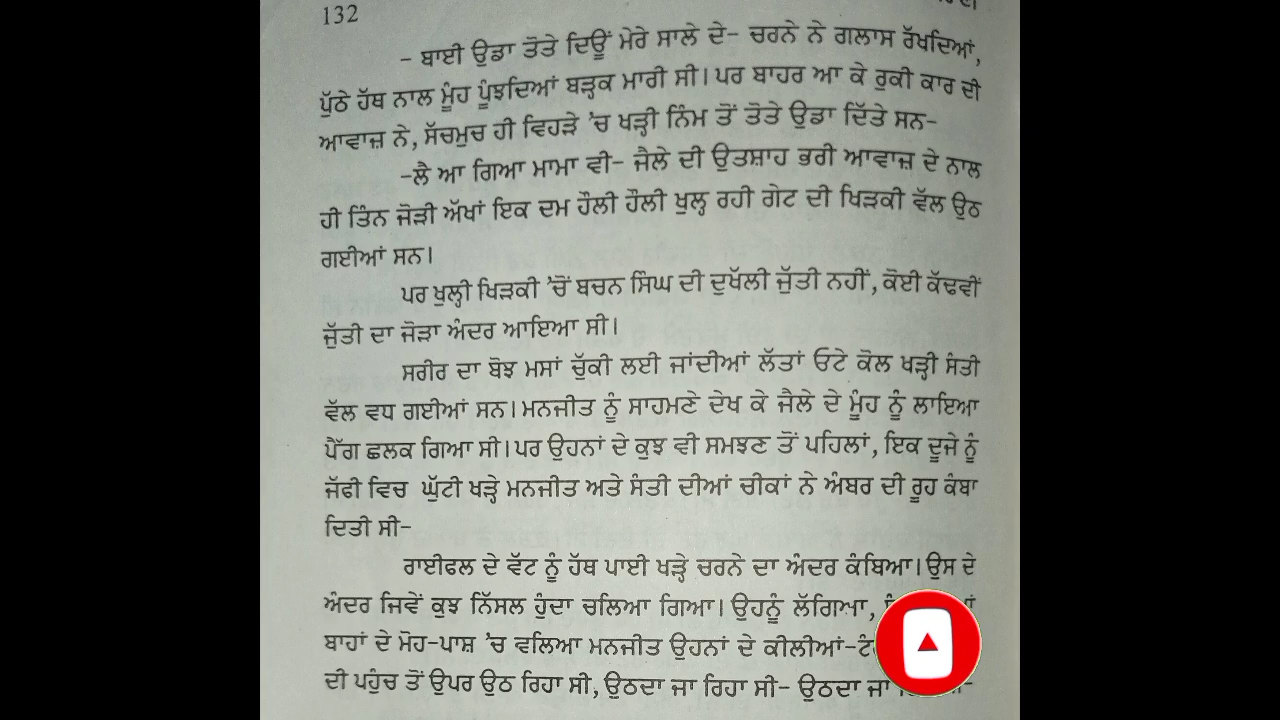 132
- ਬਾਈ ਉਡਾ ਤੋਤੇ ਦਿਊਂ ਮੇਰੇ ਸਾਲੇ ਦੇ- ਚਰਨੇ ਨੇ ਗਲਾਸ ਰੱਖਦਿਆਂ,
ਪੁੱਠੇ ਹੱਥ ਨਾਲ ਮੂੰਹ ਪੂੰਝਦਿਆਂ ਬੜ੍ਹਕ ਮਾਰੀ ਸੀ। ਪਰ ਬਾਹਰ ਆ ਕੇ ਰੁਕੀ ਕਾਰ ਦੀ
ਆਵਾਜ਼ ਨੇ, ਸੱਚਮੁਚ ਹੀ ਵਿਹੜੇ ’ਚ ਖੜ੍ਹੀ ਨਿੰਮ ਤੋਂ ਤੋਤੇ ਉਡਾ ਦਿੱਤੇ ਸਨ-
-ਲੈ ਆ ਗਿਆ ਮਾਮਾ ਵੀ- ਜੈਲੇ ਦੀ ਉਤਸ਼ਾਹ ਭਰੀ ਆਵਾਜ਼ ਦੇ ਨਾਲ
ਹੀ ਤਿੰਨ ਜੋੜੀ ਅੱਖਾਂ ਇਕ ਦਮ ਹੌਲੀ ਹੌਲੀ ਖੁਲ੍ਹ ਰਹੀ ਗੇਟ ਦੀ ਖਿੜਕੀ ਵੱਲ ਉਠ
ਗਈਆਂ ਸਨ।
ਪਰ ਖੁਲ੍ਹੀ ਖਿੜਕੀ ’ਚੋਂ ਬਚਨ ਸਿੰਘ ਦੀ ਦੁਖੱਲੀ ਜੁੱਤੀ ਨਹੀਂ, ਕੋਈ ਕੱਢਵੀਂ
ਜੁੱਤੀ ਦਾ ਜੋੜਾ ਅੰਦਰ ਆਇਆ ਸੀ।
ਸਰੀਰ ਦਾ ਬੋਝ ਮਸਾਂ ਚੁੱਕੀ ਲਈ ਜਾਂਦੀਆਂ ਲੱਤਾਂ ਓਟੇ ਕੋਲ ਖੜ੍ਹੀ ਸੰਤੀ
ਵੱਲ ਵਧ ਗਈਆਂ ਸਨ। ਮਨਜੀਤ ਨੂੰ ਸਾਹਮਣੇ ਦੇਖ ਕੇ ਜੈਲੇ ਦੇ ਮੂੰਹ ਨੂੰ ਲਾਇਆ
ਪੈੱਗ ਛਲਕ ਗਿਆ ਸੀ। ਪਰ ਉਹਨਾਂ ਦੇ ਕੁਝ ਵੀ ਸਮਝਣ ਤੋਂ ਪਹਿਲਾਂ, ਇਕ ਦੂਜੇ ਨੂੰ
ਜੱਫੀ ਵਿਚ ਘੁੱਟੀ ਖੜ੍ਹੇ ਮਨਜੀਤ ਅਤੇ ਸੰਤੀ ਦੀਆਂ ਚੀਕਾਂ ਨੇ ਅੰਬਰ ਦੀ ਰੂਹ ਕੰਬਾ
ਦਿਤੀ ਸੀ-
ਰਾਈਫਲ ਦੇ ਵੱਟ ਨੂੰ ਹੱਥ ਪਾਈ ਖੜ੍ਹੇ ਚਰਨੇ ਦਾ ਅੰਦਰ ਕੰਬਿਆ। ਉਸ ਦੇ
ਅੰਦਰ ਜਿਵੇਂ ਕੁਝ ਨਿੱਸਲ ਹੁੰਦਾ ਚਲਿਆ ਗਿਆ। ਉਹਨੂੰ ਲੱਗਿਆ,
ਬਾਹਾਂ ਦੇ ਮੋਹ-ਪਾਸ਼ ’ਚ ਵਲਿਆ ਮਨਜੀਤ ਉਹਨਾਂ ਦੇ ਕੀਲੀਆਂ-
ਦੀ ਪਹੁੰਚ ਤੋਂ ਉਪਰ ਉਠ ਰਿਹਾ ਸੀ, ਉਠਦਾ ਜਾ ਰਿਹਾ ਸੀ- ਉਠਦਾ ਜਾ